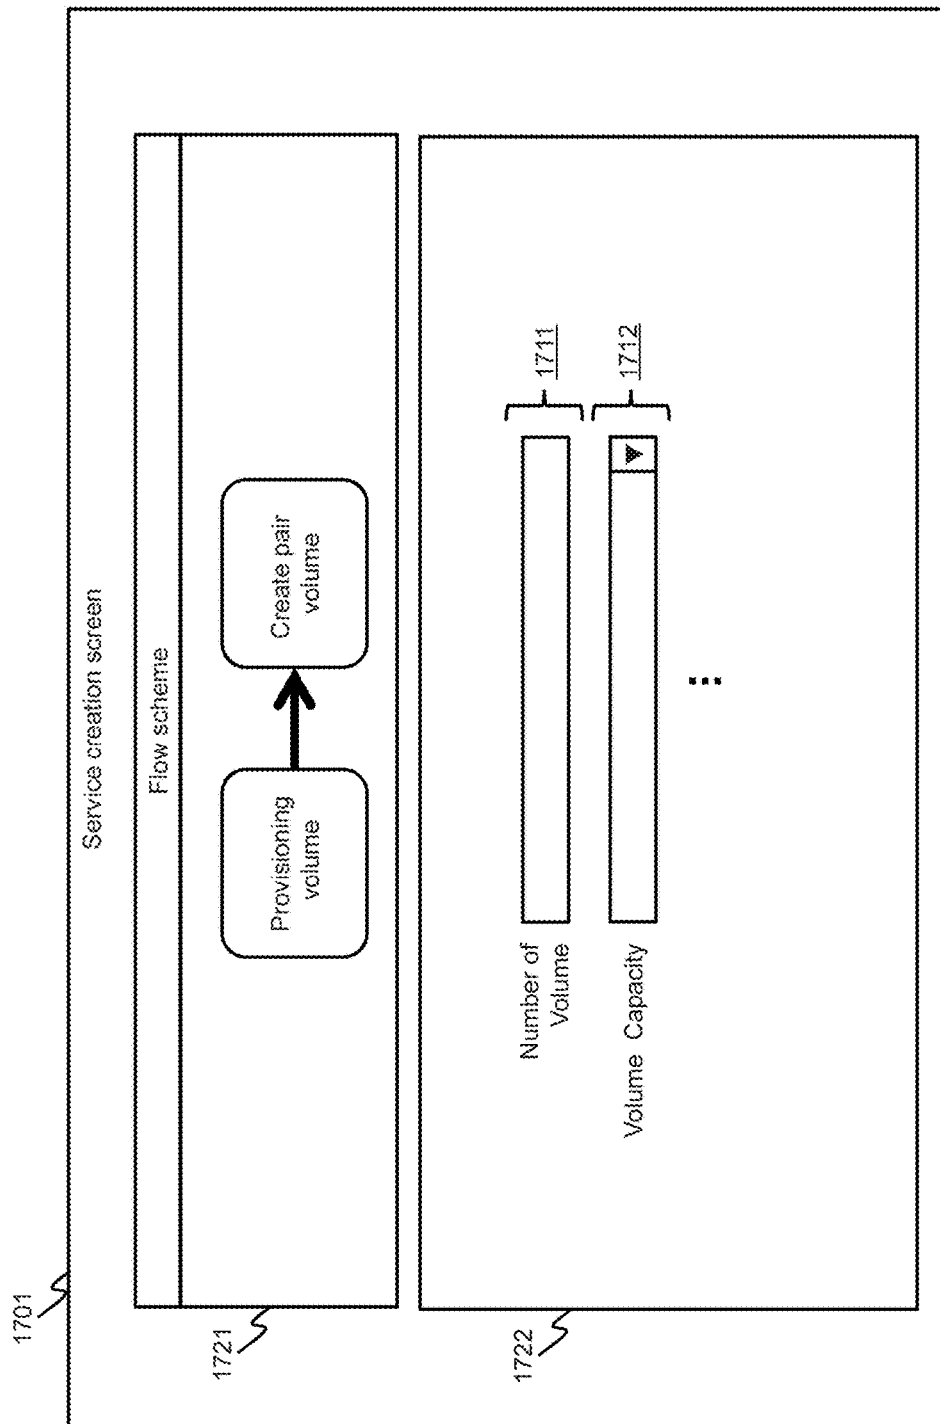 1701
Service creation screen
1721
Flow scheme
Provisioning
volume
Create pair
volume
1722
Number of
Volume
1711
Volume Capacity
1712
...